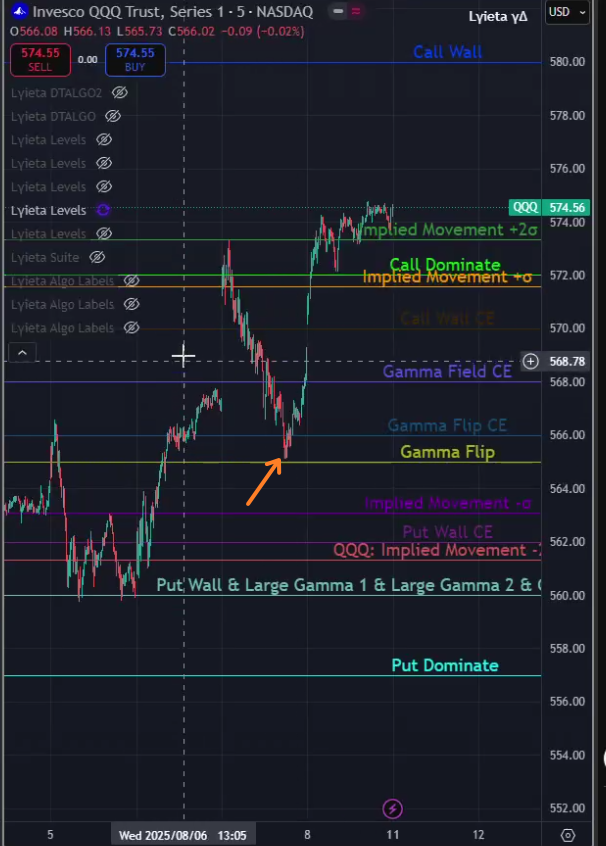 Invesco QQQ Trust, Series 1 · 5 · NASDAQ
Lyieta γΔ
USD
O566.08 H566.13 L565.73 C566.02 −0.09 (−0.02%)
574.55
SELL
0.00
574.55
BUY
Call Wall
580.00
Lyieta DTALGO2
578.00
Lyieta DTALGO
Lyieta Levels
Lyieta Levels
576.00
Lyieta Levels
Lyieta Levels
QQQ
574.56
574.00
Lyieta Levels
Implied Movement +2σ
Lyieta Suite
Call Dominate
572.00
Lyieta Algo Labels
Implied Movement +σ
Lyieta Algo Labels
Call Wall CE
Lyieta Algo Labels
570.00
568.78
Gamma Field CE
568.00
Gamma Flip CE
566.00
Gamma Flip
564.00
Implied Movement -σ
Put Wall CE
562.00
QQQ: Implied Movement -2
Put Wall & Large Gamma 1 & Large Gamma 2 &
560.00
558.00
Put Dominate
556.00
554.00
552.00
5
Wed 2025/08/06 13:05
8
11
12